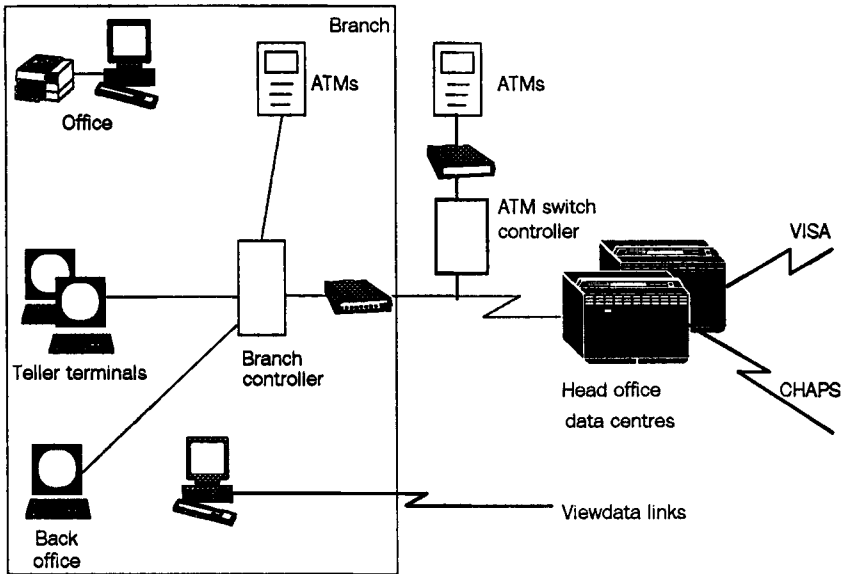 Branch
Office
ATMs
ATMs
ATM switch
controller
VISA
Teller terminals
Branch
controller
Head office
data centres
CHAPS
Viewdata links
Back
office